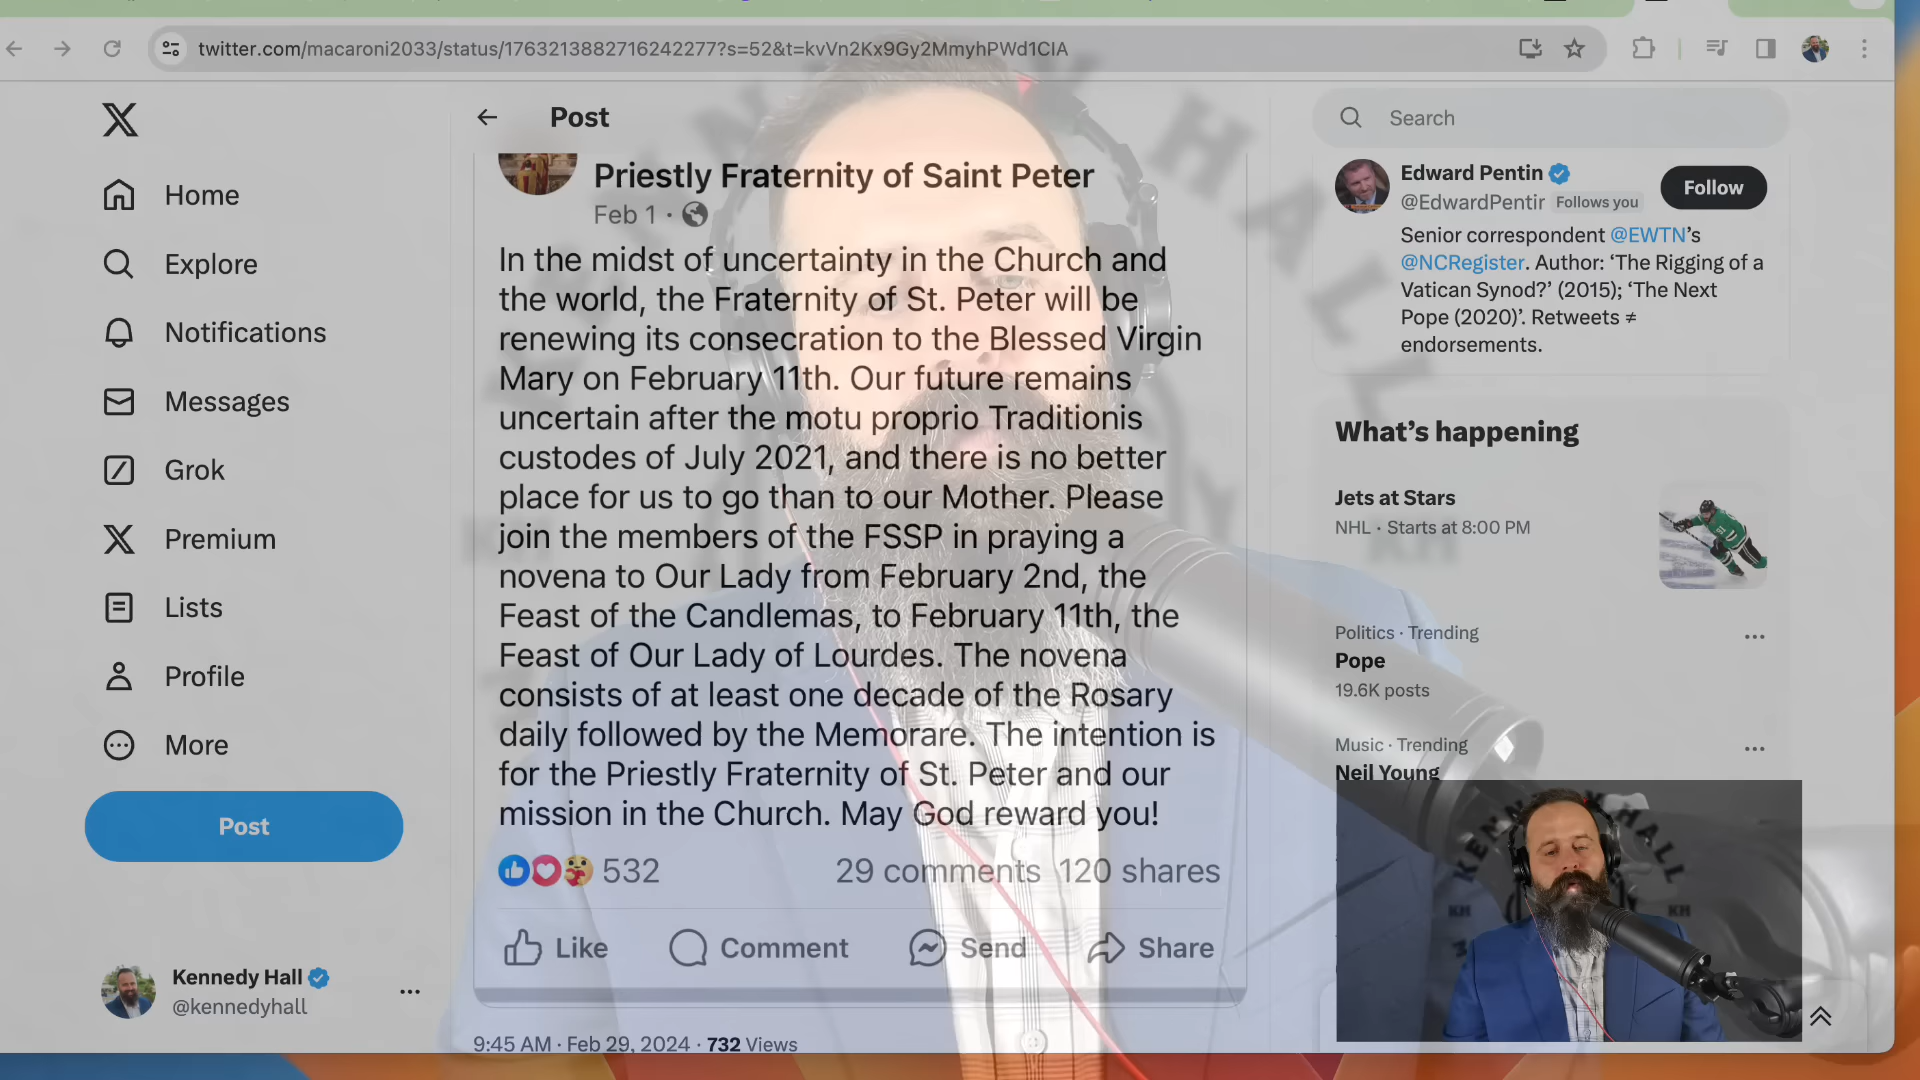 twitter.com/macaroni2033/status/1763213882716242277?s=52&t=kvVn2Kx9Gy2MmyhPWd1CIA
Home
Explore
Notifications
Messages
Grok
Premium
Lists
Profile
More
Post
Kennedy Hall
@kennedyhall
Post
Priestly Fraternity of Saint Peter
Feb 1 ·
In the midst of uncertainty in the Church and
the world, the Fraternity of St. Peter will be
renewing its consecration to the Blessed Virgin
Mary on February 11th. Our future remains
uncertain after the motu proprio Traditionis
custodes of July 2021, and there is no better
place for us to go than to our Mother. Please
join the members of the FSSP in praying a
novena to Our Lady from February 2nd, the
Feast of the Candlemas, to February 11th, the
Feast of Our Lady of Lourdes. The novena
consists of at least one decade of the Rosary
daily followed by the Memorare. The intention is
for the Priestly Fraternity of St. Peter and our
mission in the Church. May God reward you!
532 29 comments 120 shares
Like Comment Send Share
9:45 AM · Feb 29, 2024 · 732 Views
Search
Edward Pentin
Follow
@EdwardPentin Follows you
Senior correspondent @EWTN's
@NCRegister. Author: ‘The Rigging of a
Vatican Synod?’ (2015); ‘The Next
Pope (2020)’. Retweets ≠
endorsements.
What’s happening
Jets at Stars
NHL · Starts at 8:00 PM
Politics · Trending
Pope
19.6K posts
Music · Trending
Neil Young
KENNEDY HALL
KH KH